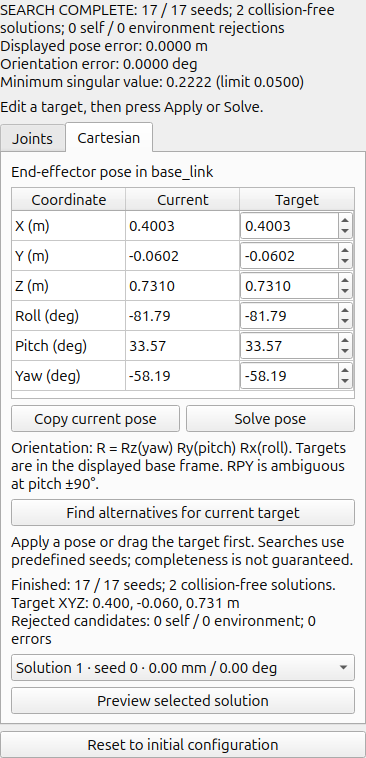 SEARCH COMPLETE: 17 / 17 seeds; 2 collision-free
solutions; 0 self / 0 environment rejections
Displayed pose error: 0.0000 m
Orientation error: 0.0000 deg
Minimum singular value: 0.2222 (limit 0.0500)
Edit a target, then press Apply or Solve.
Joints Cartesian
End-effector pose in base_link
Coordinate Current Target
X (m) 0.4003 0.4003
Y (m) -0.0602 -0.0602
Z (m) 0.7310 0.7310
Roll (deg) -81.79 -81.79
Pitch (deg) 33.57 33.57
Yaw (deg) -58.19 -58.19
Copy current pose Solve pose
Orientation: R = Rz(yaw) Ry(pitch) Rx(roll). Targets
are in the displayed base frame. RPY is ambiguous
at pitch ±90°.
Find alternatives for current target
Apply a pose or drag the target first. Searches use
predefined seeds; completeness is not guaranteed.
Finished: 17 / 17 seeds; 2 collision-free solutions.
Target XYZ: 0.400, -0.060, 0.731 m
Rejected candidates: 0 self / 0 environment; 0
errors
Solution 1 · seed 0 · 0.00 mm / 0.00 deg
Preview selected solution
Reset to initial configuration